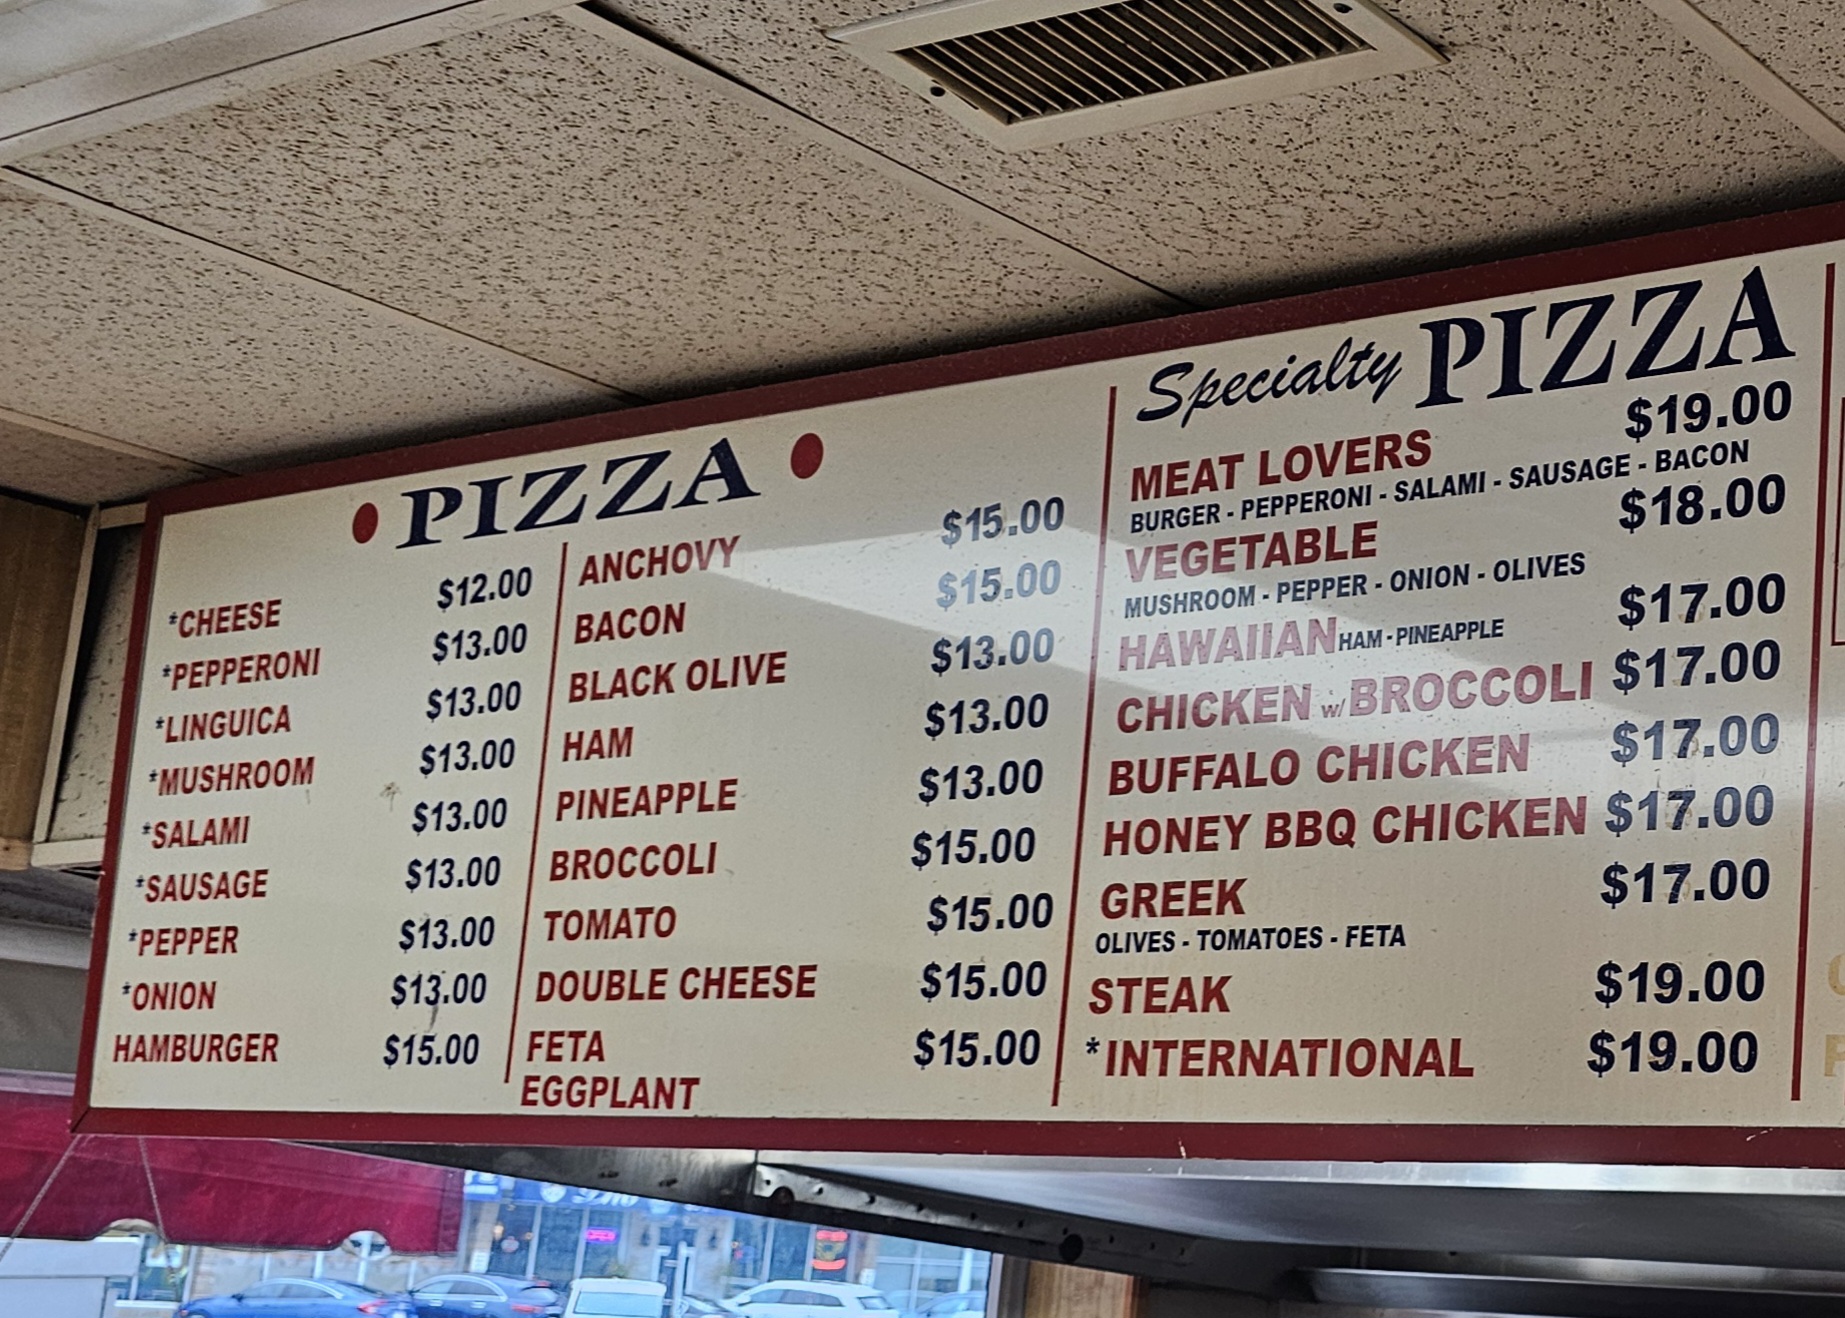 • PIZZA •
*CHEESE $12.00
*PEPPERONI $13.00
*LINGUICA $13.00
*MUSHROOM $13.00
*SALAMI $13.00
*SAUSAGE $13.00
*PEPPER $13.00
*ONION $13.00
HAMBURGER $15.00
ANCHOVY $15.00
BACON $15.00
BLACK OLIVE $13.00
HAM $13.00
PINEAPPLE $13.00
BROCCOLI $15.00
TOMATO $15.00
DOUBLE CHEESE $15.00
FETA $15.00
EGGPLANT
Specialty PIZZA
MEAT LOVERS $19.00
BURGER - PEPPERONI - SALAMI - SAUSAGE - BACON
VEGETABLE $18.00
MUSHROOM - PEPPER - ONION - OLIVES
HAWAIIAN HAM - PINEAPPLE $17.00
CHICKEN w/ BROCCOLI $17.00
BUFFALO CHICKEN $17.00
HONEY BBQ CHICKEN $17.00
GREEK $17.00
OLIVES - TOMATOES - FETA
STEAK $19.00
*INTERNATIONAL $19.00